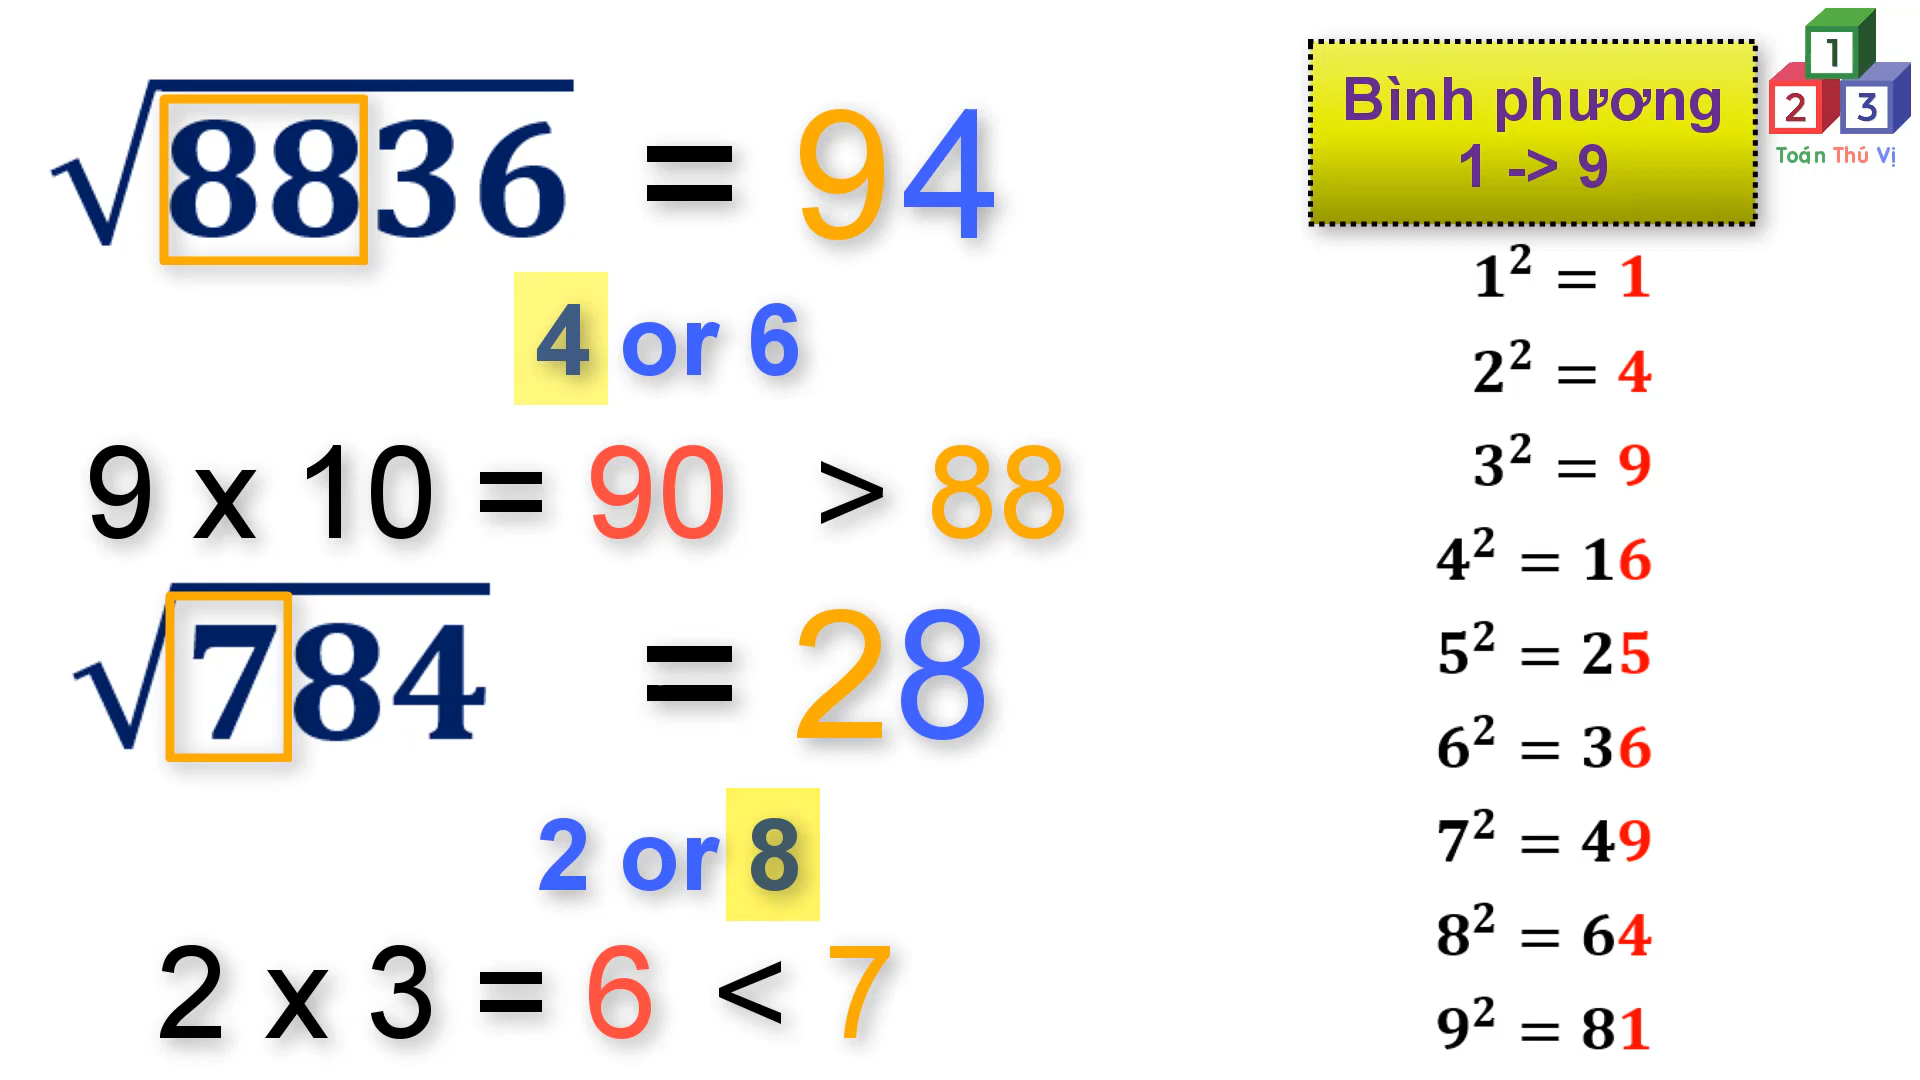 √8836 = 94
4 or 6
9 x 10 = 90 > 88
√784 = 28
2 or 8
2 x 3 = 6 < 7
Bình phương
1 -> 9
1² = 1
2² = 4
3² = 9
4² = 16
5² = 25
6² = 36
7² = 49
8² = 64
9² = 81
1
2 3
Toán Thú Vị